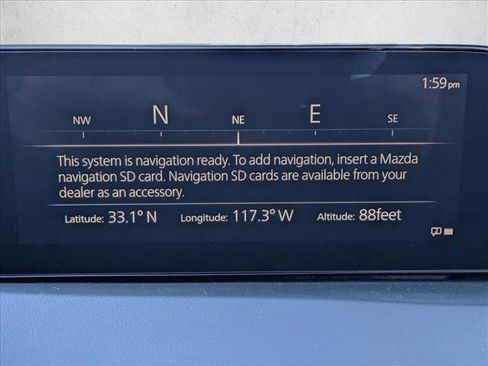 1:59pm
NW N NE E SE
This system is navigation ready. To add navigation, insert a Mazda
navigation SD card. Navigation SD cards are available from your
dealer as an accessory.
Latitude: 33.1° N Longitude: 117.3° W Altitude: 88feet